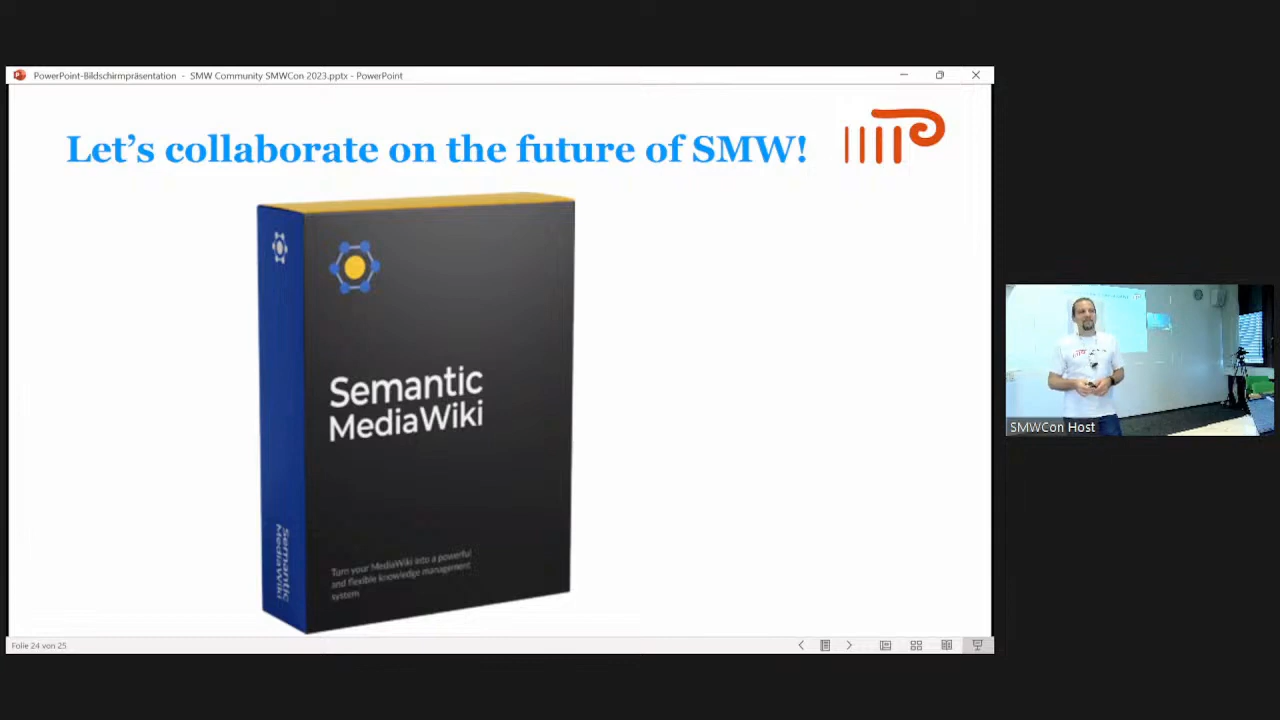 PowerPoint-Bildschirmpräsentation - SMW Community SMWCon 2023.pptx - PowerPoint
Let's collaborate on the future of SMW!
Semantic
MediaWiki
Semantic
MediaWiki
Turn your MediaWiki into a powerful
and flexible knowledge management
system
SMWCon Host
Folie 24 von 25